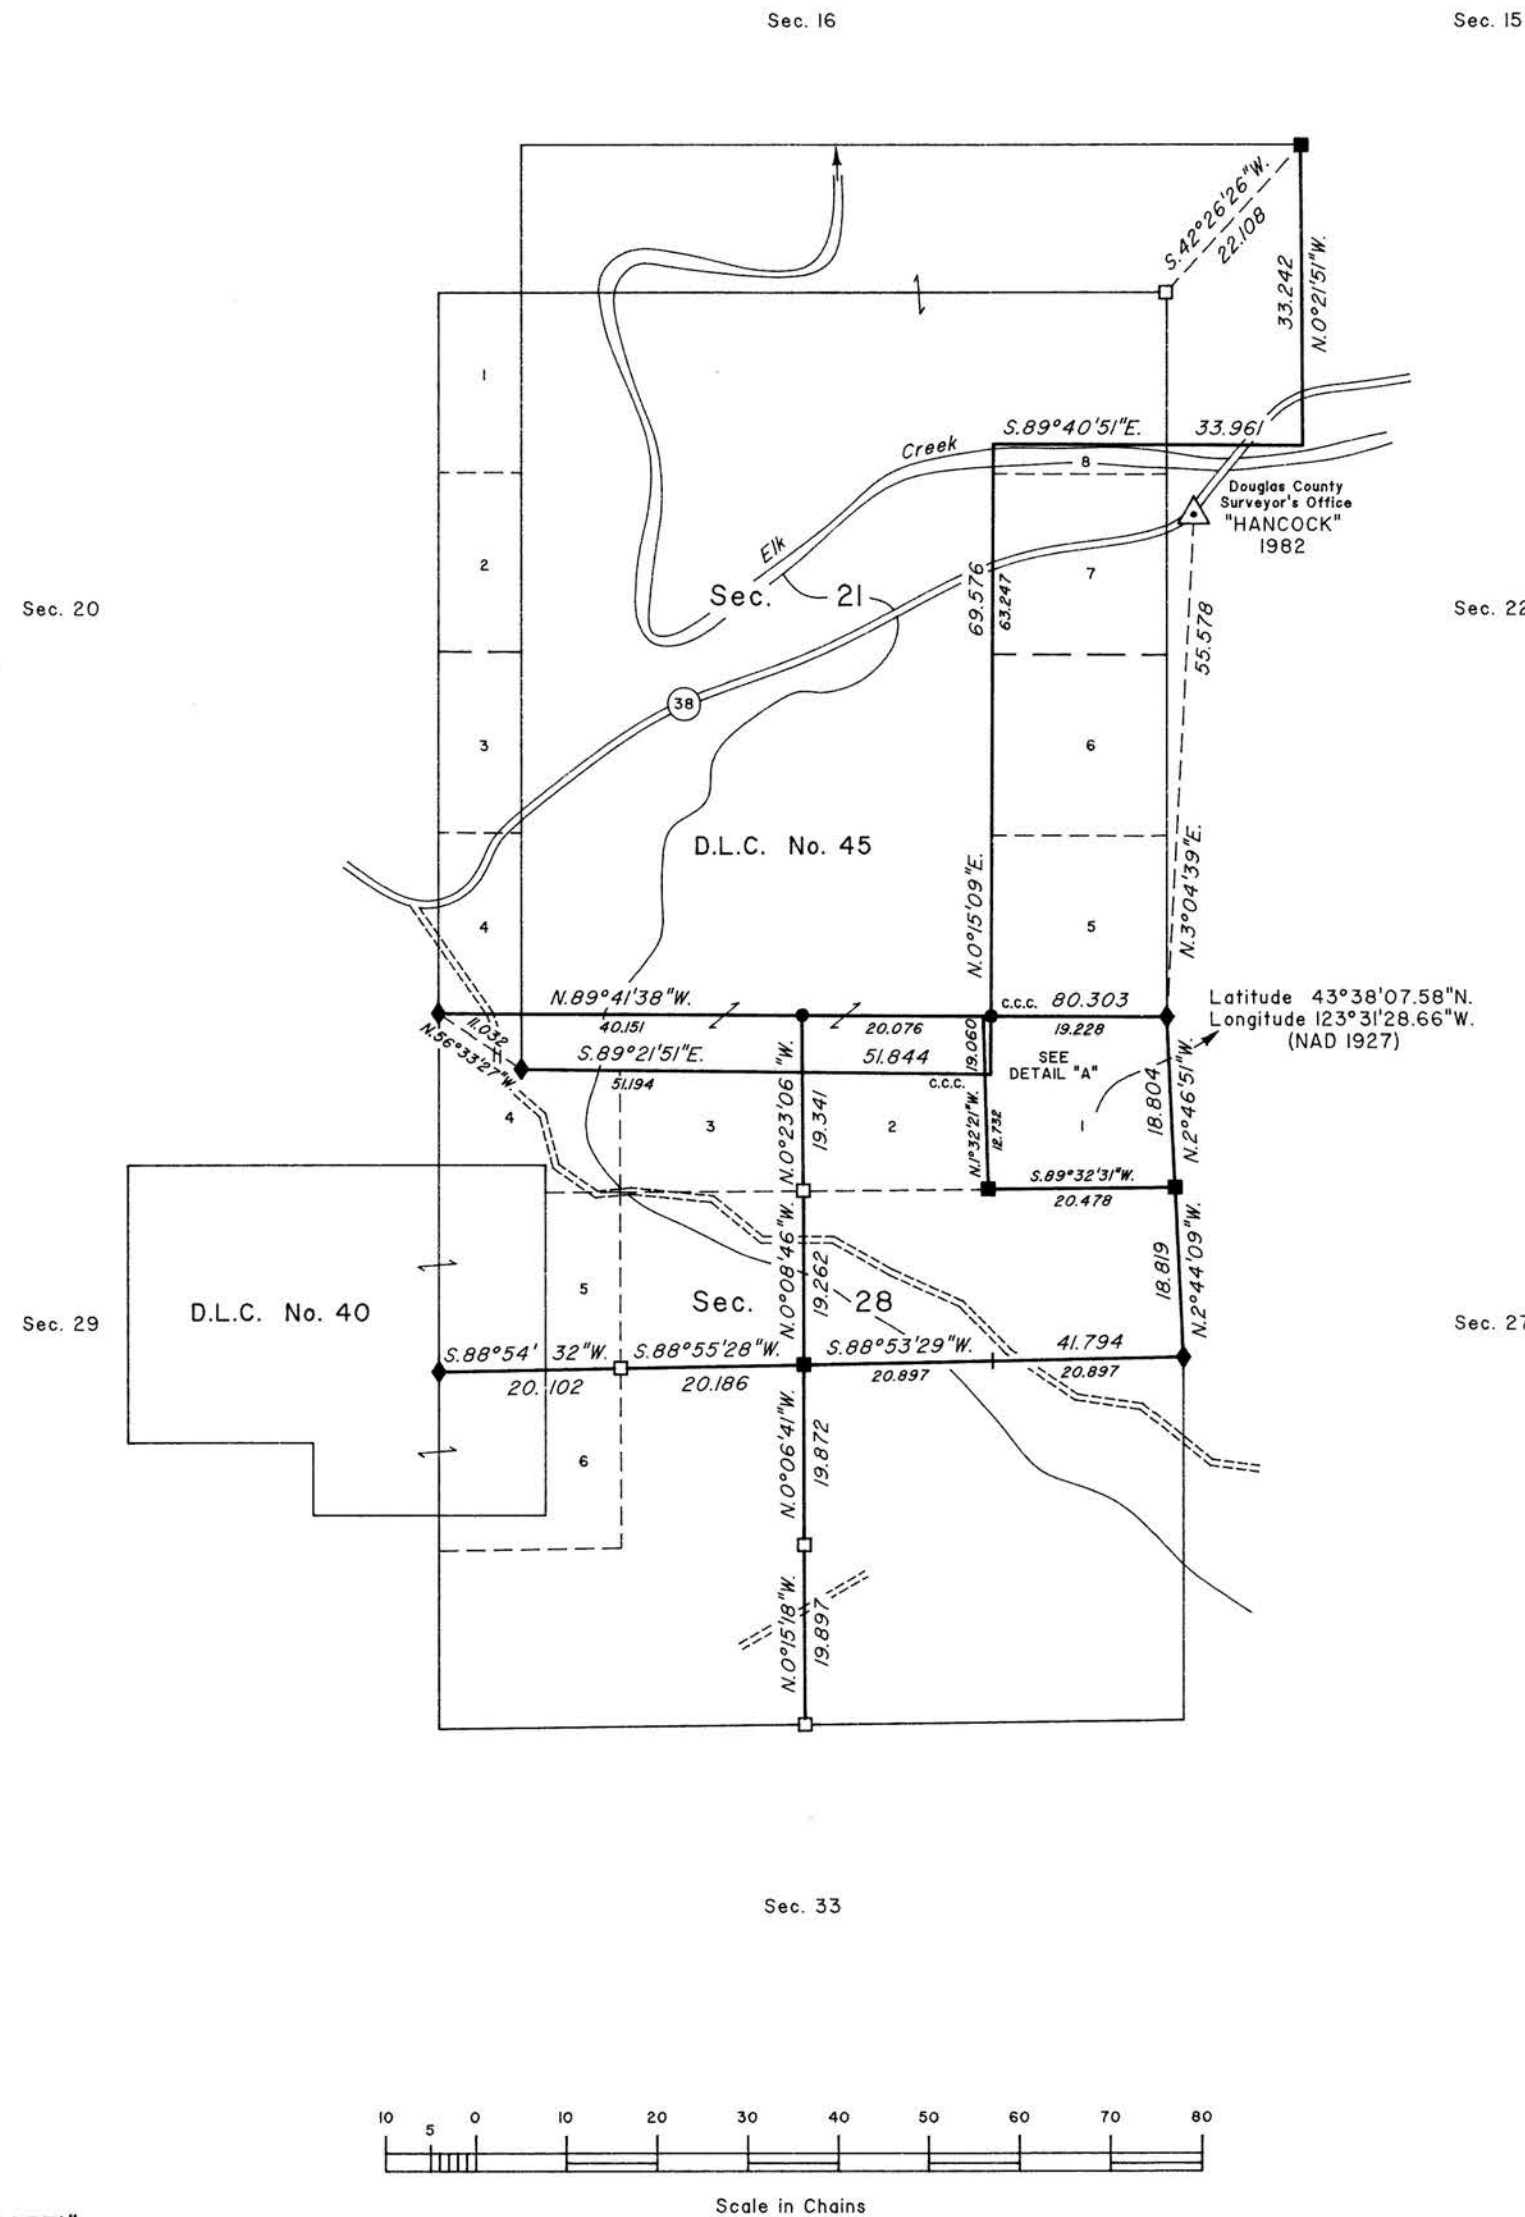 Sec. 16
Sec. 15
S.42°26'26"W.
22.108
33.242
N.0°21'51"W.
1
S.89°40'51"E.
33.961
Creek
8
Douglas County
Surveyor's Office
"HANCOCK"
1982
Elk
2
7
69.576
63.247
Sec. 20
Sec. 21
Sec. 22
55.578
38
3
6
D.L.C. No. 45
N.0°15'09"E.
N.3°04'39"E.
4
5
N.89°41'38"W.
c.c.c. 80.303
Latitude 43°38'07.58"N.
Longitude 123°31'28.66"W.
(NAD 1927)
40.151
20.076
19.228
11.032
N.56°33'27"W.
S.89°21'51"E.
51.844
19.060
SEE
DETAIL "A"
51.194
c.c.c.
4
3
2
1
N.0°23'06"W.
19.341
N.1°32'21"W.
12.732
18.804
N.2°46'51"W.
S.89°32'31"W.
20.478
N.0°08'46"W.
19.262
18.819
N.2°44'09"W.
5
Sec. 29
D.L.C. No. 40
Sec. 28
Sec. 27
S.88°54'32"W.
S.88°55'28"W.
S.88°53'29"W.
41.794
20.102
20.186
20.897
20.897
N.0°06'41"W.
19.872
6
N.0°15'18"W.
19.897
Sec. 33
10 5 0 10 20 30 40 50 60 70 80
Scale in Chains